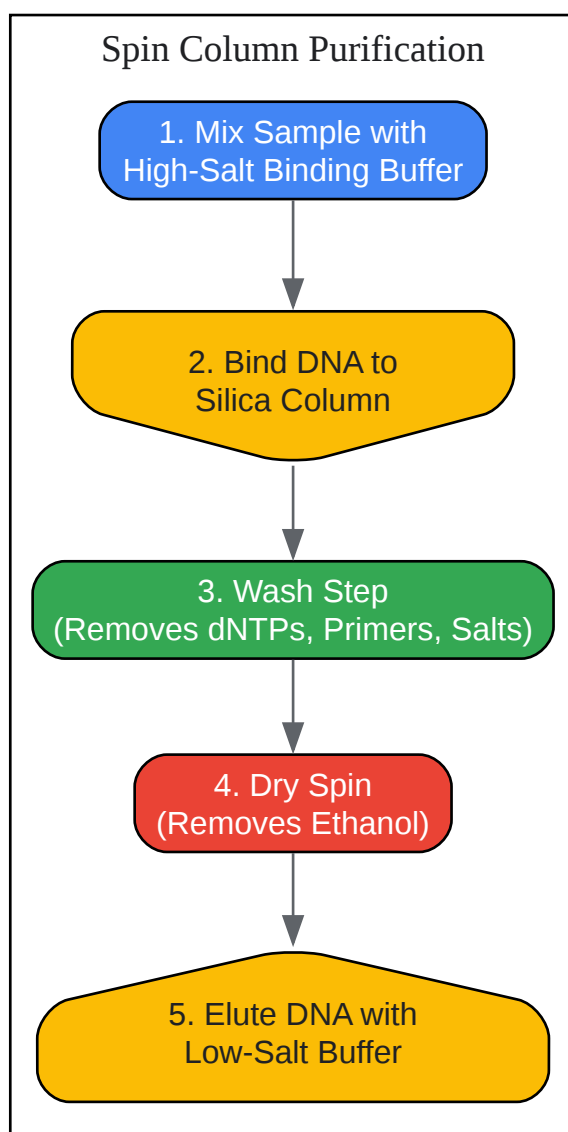 Spin Column Purification
1. Mix Sample with
High-Salt Binding Buffer
2. Bind DNA to
Silica Column
3. Wash Step
(Removes dNTPs, Primers, Salts)
4. Dry Spin
(Removes Ethanol)
5. Elute DNA with
Low-Salt Buffer